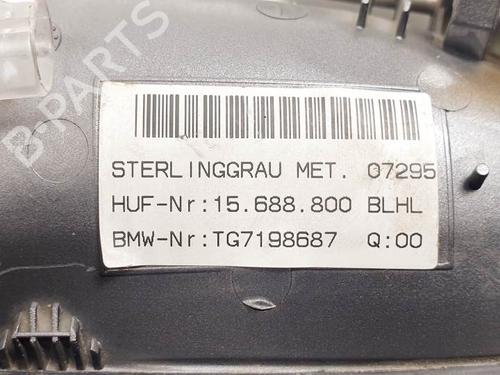 B-PARTS
STERLINGGRAU MET. 07295
HUF-Nr:15.688.800 BLHL
BMW-Nr:TG7198687 Q:00